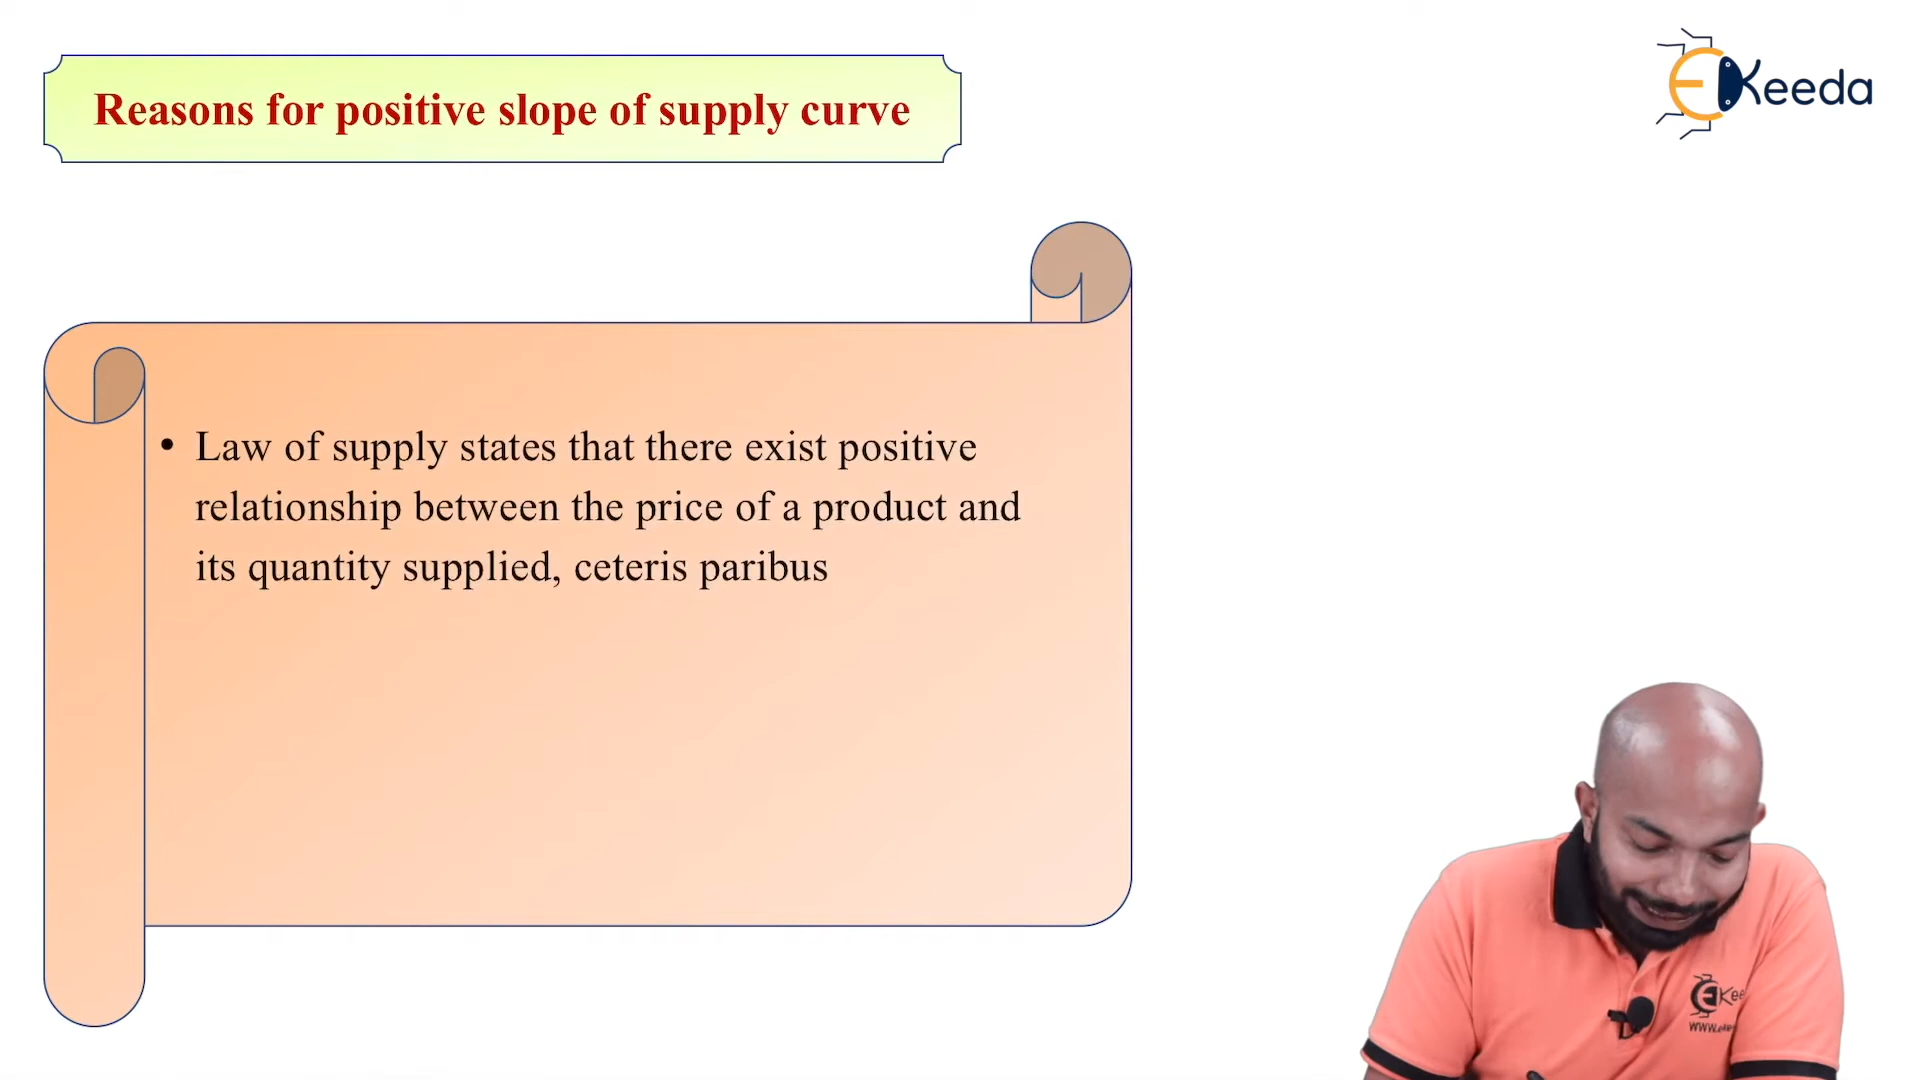 Reasons for positive slope of supply curve
EKeeda
• Law of supply states that there exist positive
relationship between the price of a product and
its quantity supplied, ceteris paribus